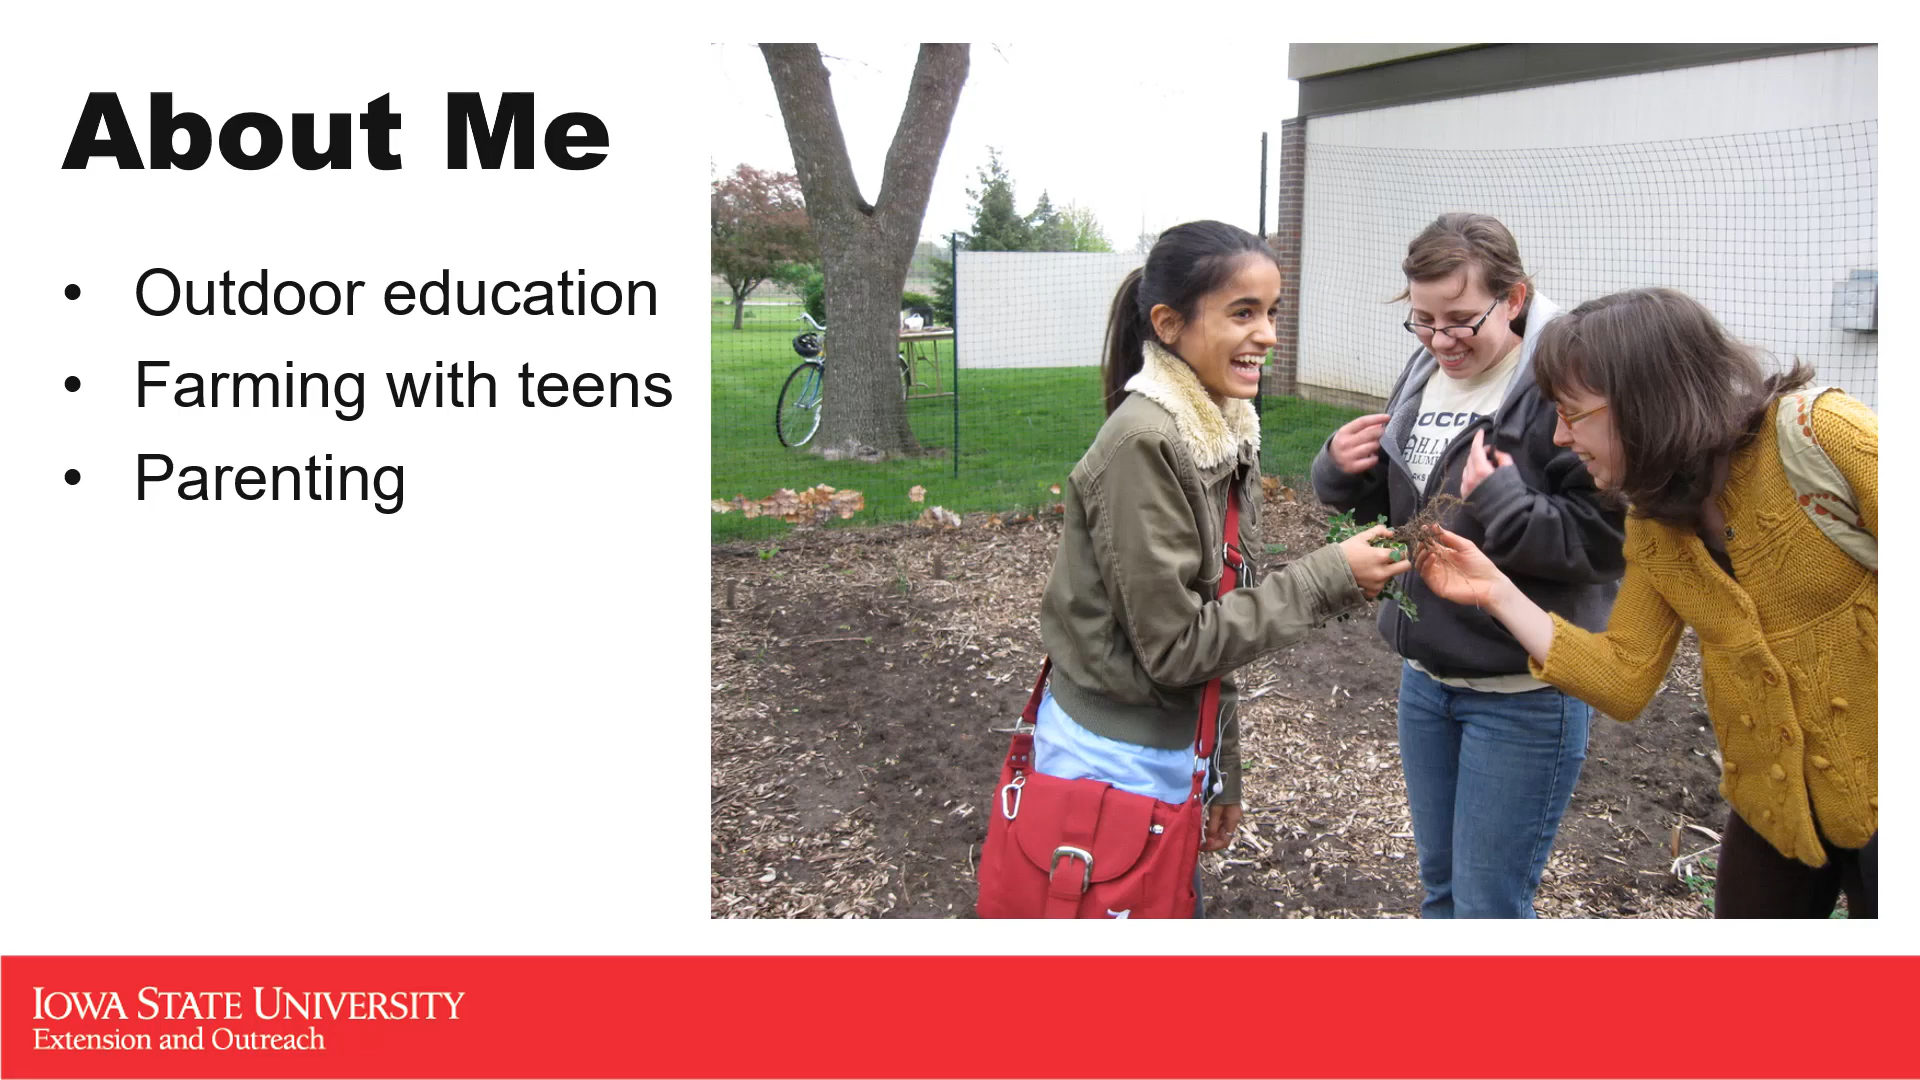 About Me
• Outdoor education
• Farming with teens
• Parenting
IOWA STATE UNIVERSITY
Extension and Outreach